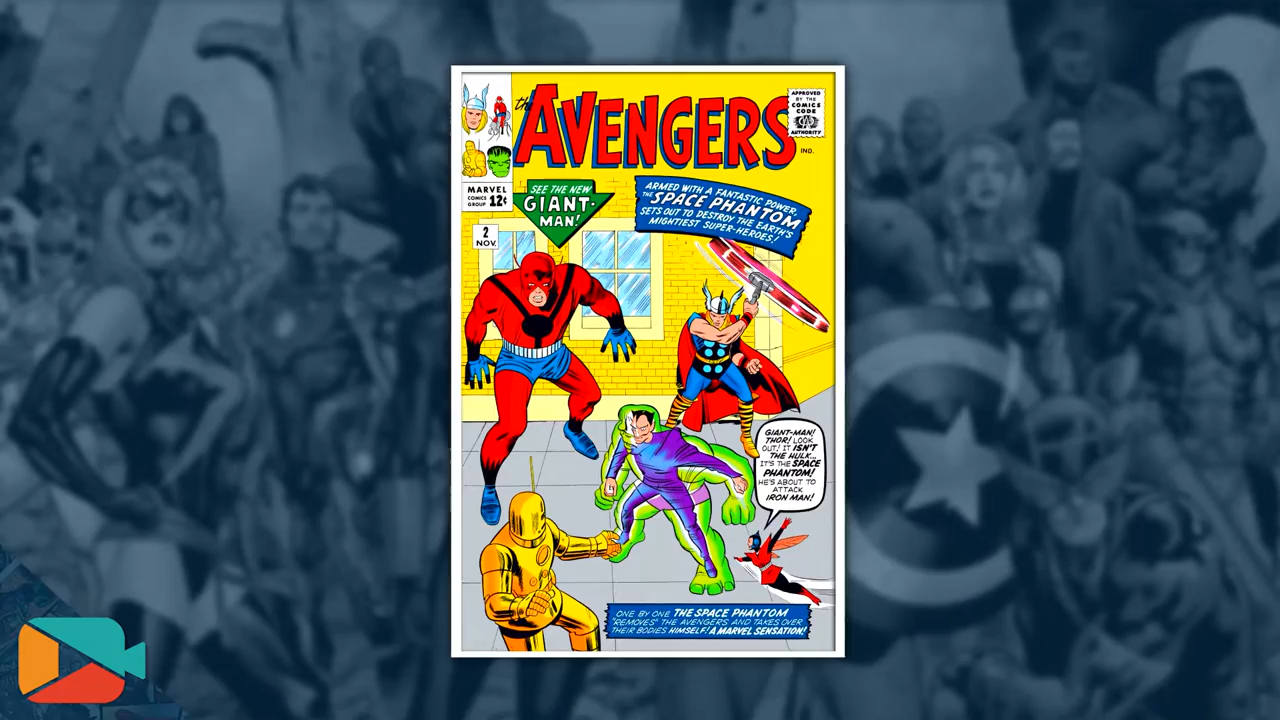 the AVENGERS
APPROVED
BY THE
COMICS
CODE
CA
AUTHORITY
IND.
MARVEL
COMICS
GROUP 12¢
2
NOV.
SEE THE NEW
GIANT-
MAN!
ARMED WITH A FANTASTIC POWER,
THE SPACE PHANTOM
SETS OUT TO DESTROY THE EARTH'S
MIGHTIEST SUPER-HEROES!
GIANT-MAN!
THOR! LOOK
OUT! IT ISN'T
THE HULK...
IT'S THE SPACE
PHANTOM!
HE'S ABOUT TO
ATTACK
IRON MAN!
ONE BY ONE THE SPACE PHANTOM
"REMOVES" THE AVENGERS AND TAKES OVER
THEIR BODIES HIMSELF! A MARVEL SENSATION!